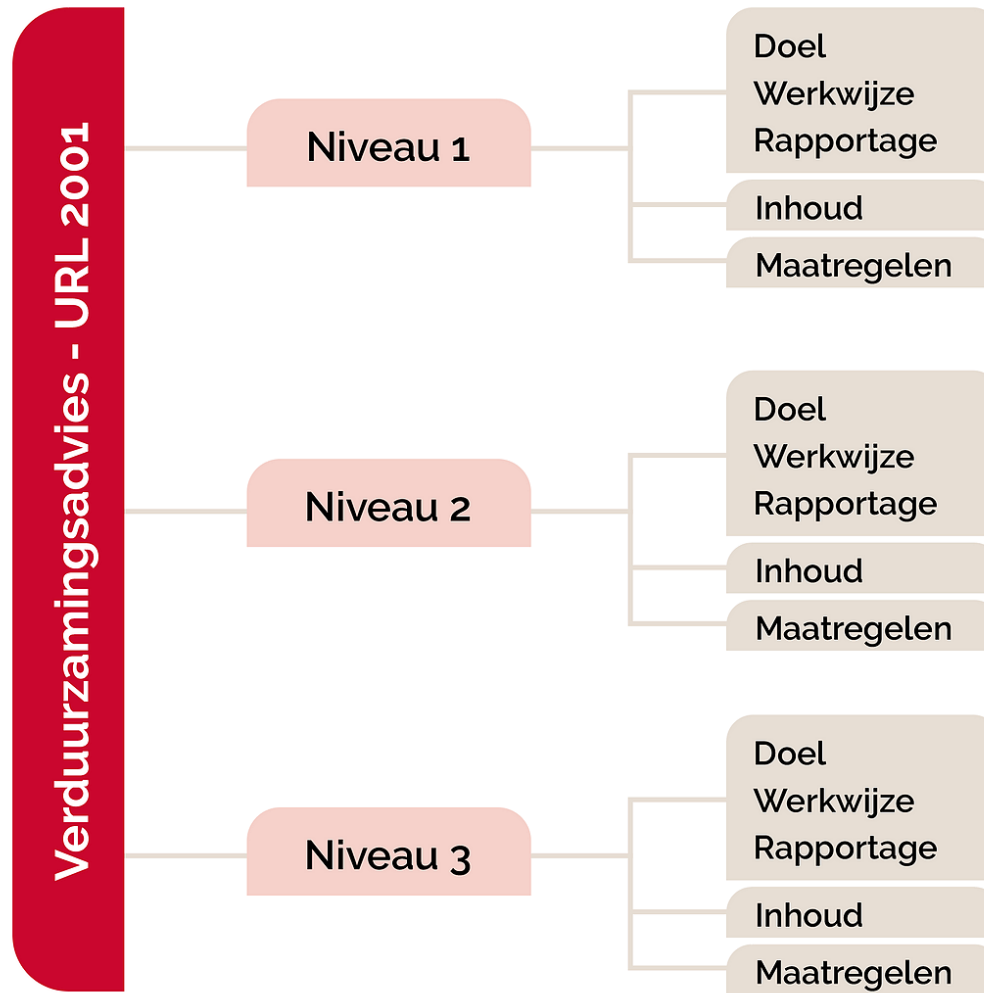 Verduurzamingsadvies - URL 2001
Niveau 1
Doel
Werkwijze
Rapportage
Inhoud
Maatregelen
Niveau 2
Doel
Werkwijze
Rapportage
Inhoud
Maatregelen
Niveau 3
Doel
Werkwijze
Rapportage
Inhoud
Maatregelen